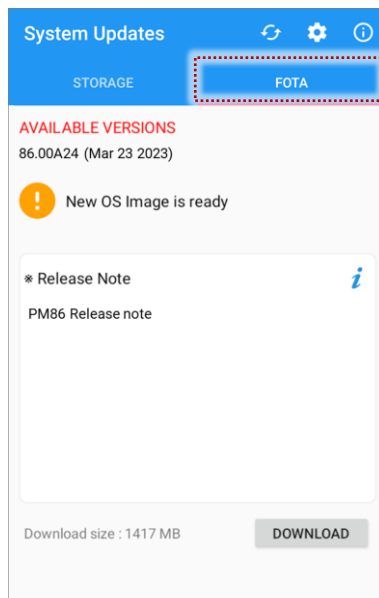 System Updates
STORAGE
FOTA
AVAILABLE VERSIONS
86.00A24 (Mar 23 2023)
New OS Image is ready
※ Release Note
PM86 Release note
Download size : 1417 MB
DOWNLOAD